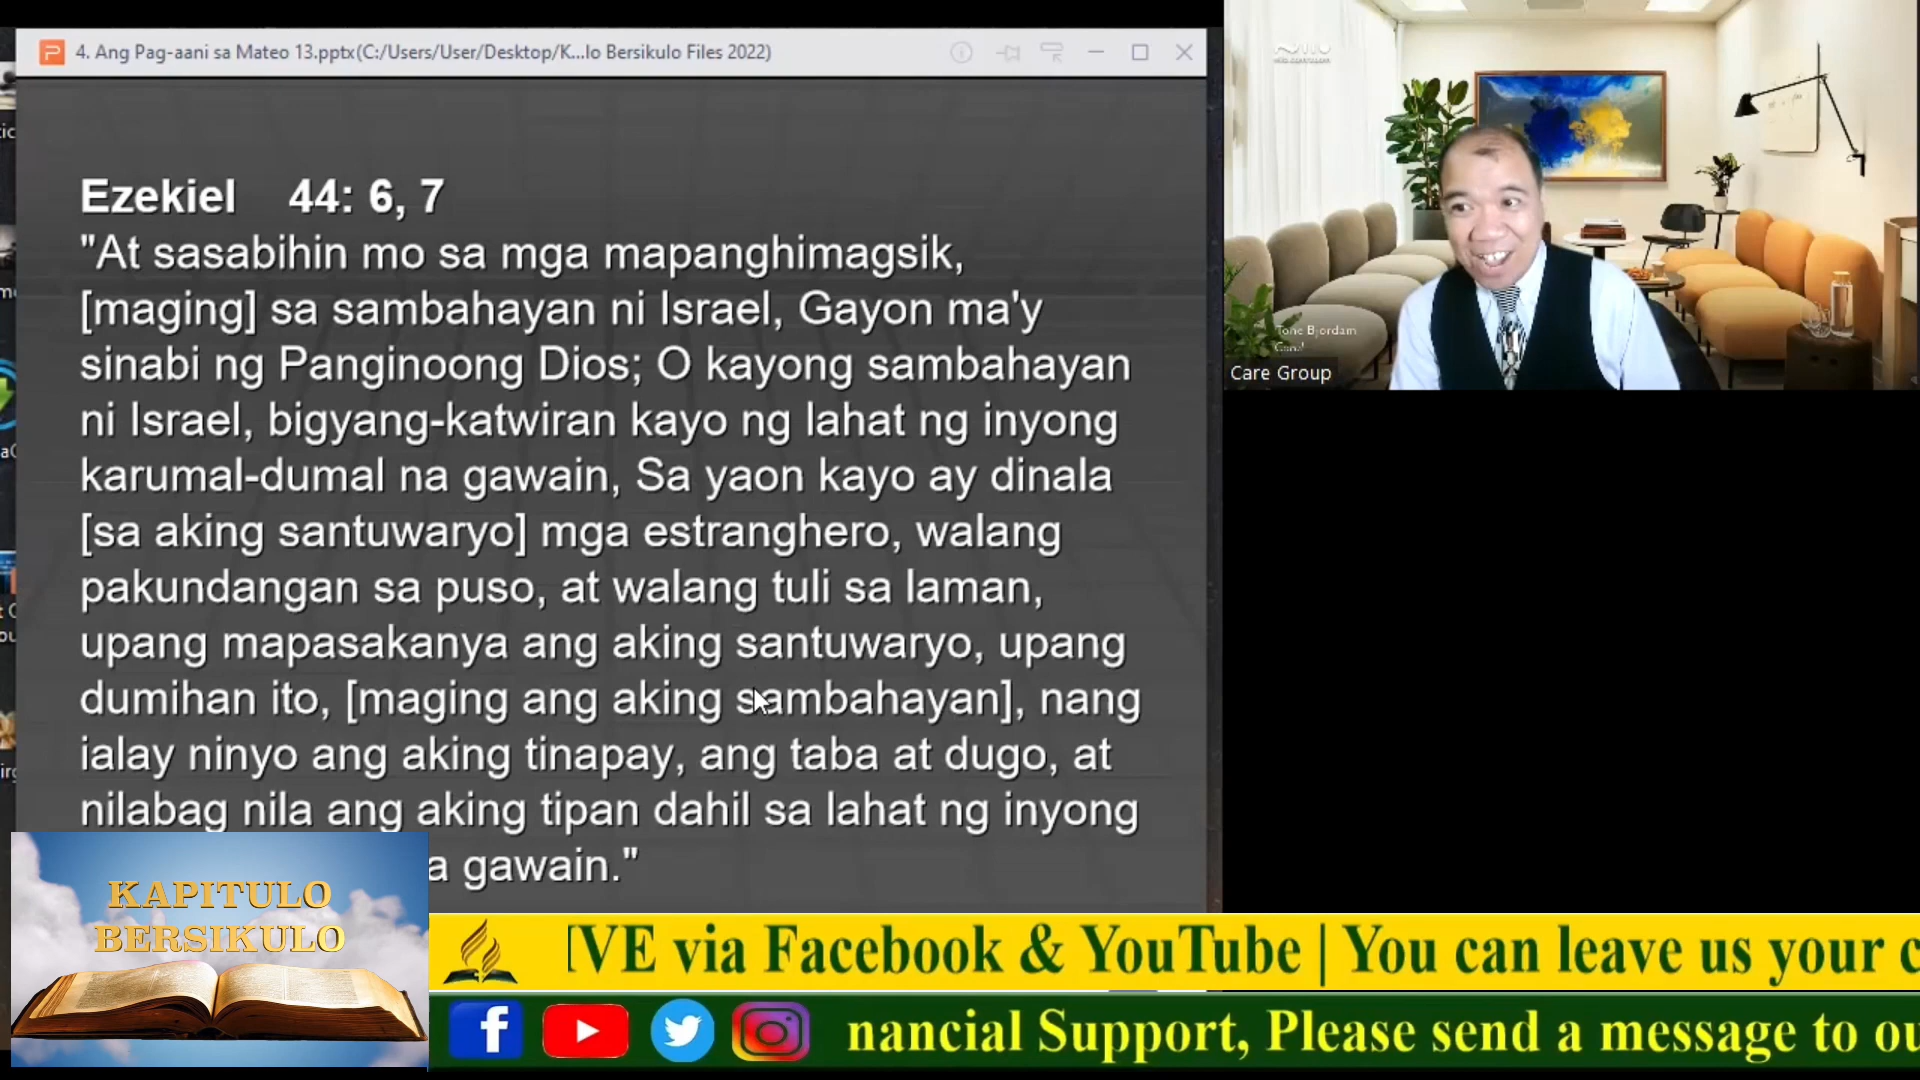 4. Ang Pag-aani sa Mateo 13.pptx(C:/Users/User/Desktop/K...lo Bersikulo Files 2022)
Ezekiel 44: 6, 7
"At sasabihin mo sa mga mapanghimagsik,
[maging] sa sambahayan ni Israel, Gayon ma'y
sinabi ng Panginoong Dios; O kayong sambahayan
ni Israel, bigyang-katwiran kayo ng lahat ng inyong
karumal-dumal na gawain, Sa yaon kayo ay dinala
[sa aking santuwaryo] mga estranghero, walang
pakundangan sa puso, at walang tuli sa laman,
upang mapasakanya ang aking santuwaryo, upang
dumihan ito, [maging ang aking sambahayan], nang
ialay ninyo ang aking tinapay, ang taba at dugo, at
nilabag nila ang aking tipan dahil sa lahat ng inyong
a gawain."
Tone Bjordam
Care Group
KAPITULO
BERSIKULO
VE via Facebook & YouTube | You can leave us your c
nancial Support, Please send a message to ou